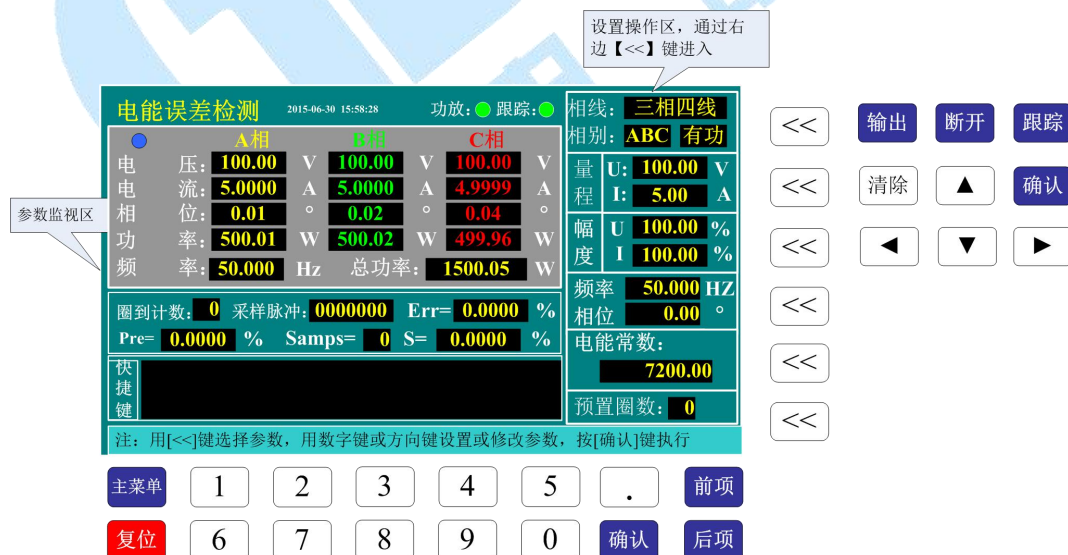 设置操作区，通过右
边【<<】键进入
电能误差检测 2015-06-30 15:58:28 功放： 跟踪：
A相 B相 C相
电 压： 100.00 V 100.00 V 100.00 V
电 流： 5.0000 A 5.0000 A 4.9999 A
相 位： 0.01 ° 0.02 ° 0.04 °
功 率： 500.01 W 500.02 W 499.96 W
频 率： 50.000 Hz 总功率： 1500.05 W
参数监视区
圈到计数： 0 采样脉冲： 0000000 Err= 0.0000 %
Pre= 0.0000 % Samps= 0 S= 0.0000 %
快
捷
键
相线： 三相四线
相别： ABC 有功
量 U: 100.00 V
程 I: 5.00 A
幅 U 100.00 %
度 I 100.00 %
频率 50.000 HZ
相位 0.00 °
电能常数：
7200.00
预置圈数： 0
注：用[<<]键选择参数，用数字键或方向键设置或修改参数，按[确认]键执行
<< 输出 断开 跟踪
<< 清除 ▲ 确认
<< ◀ ▼ ▶
<<
<<
<<
主菜单 1 2 3 4 5 . 前项
复位 6 7 8 9 0 确认 后项